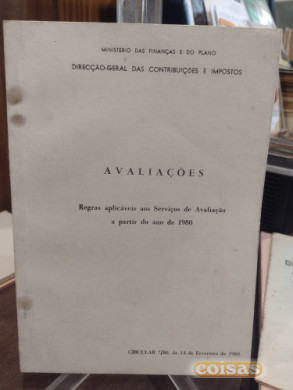 MINISTERIO DAS FINANÇAS E DO PLANO
DIRECÇÃO-GERAL DAS CONTRIBUIÇÕES E IMPOSTOS
AVALIAÇÕES
Regras aplicáveis aos Serviços de Avaliação
a partir do ano de 1980
CIRCULAR 7/80, de 14 de Fevereiro de 1980
coisas